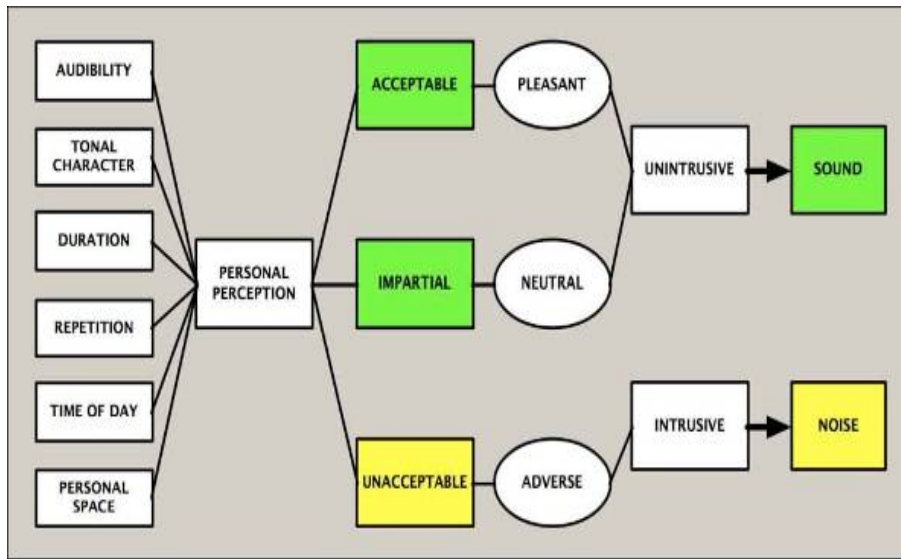 AUDIBILITY
TONAL
CHARACTER
DURATION
REPETITION
TIME OF DAY
PERSONAL
SPACE
PERSONAL
PERCEPTION
ACCEPTABLE
PLEASANT
IMPARTIAL
NEUTRAL
UNACCEPTABLE
ADVERSE
UNINTRUSIVE
SOUND
INTRUSIVE
NOISE